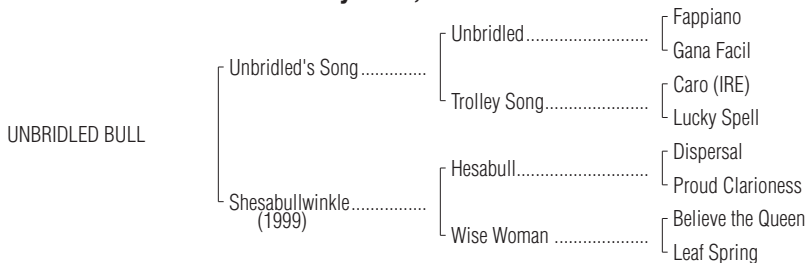 Fappiano
Unbridled..............................
Gana Facil
Unbridled's Song...............
Caro (IRE)
Trolley Song.........................
Lucky Spell
UNBRIDLED BULL
Dispersal
Hesabull................................
Proud Clarioness
Shesabullwinkle.................
(1999)
Believe the Queen
Wise Woman .......................
Leaf Spring